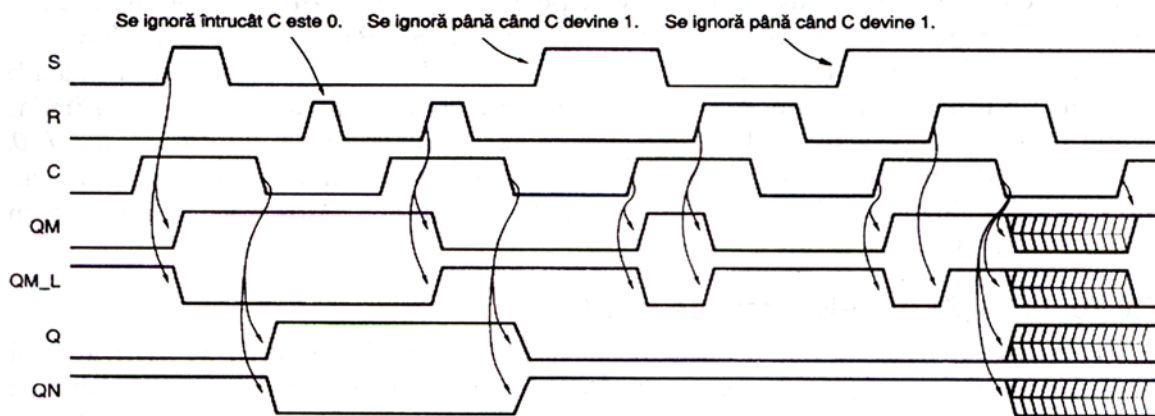 Se ignoră întrucât C este 0.
Se ignoră până când C devine 1.
Se ignoră până când C devine 1.
S
R
C
QM
QM_L
Q
QN